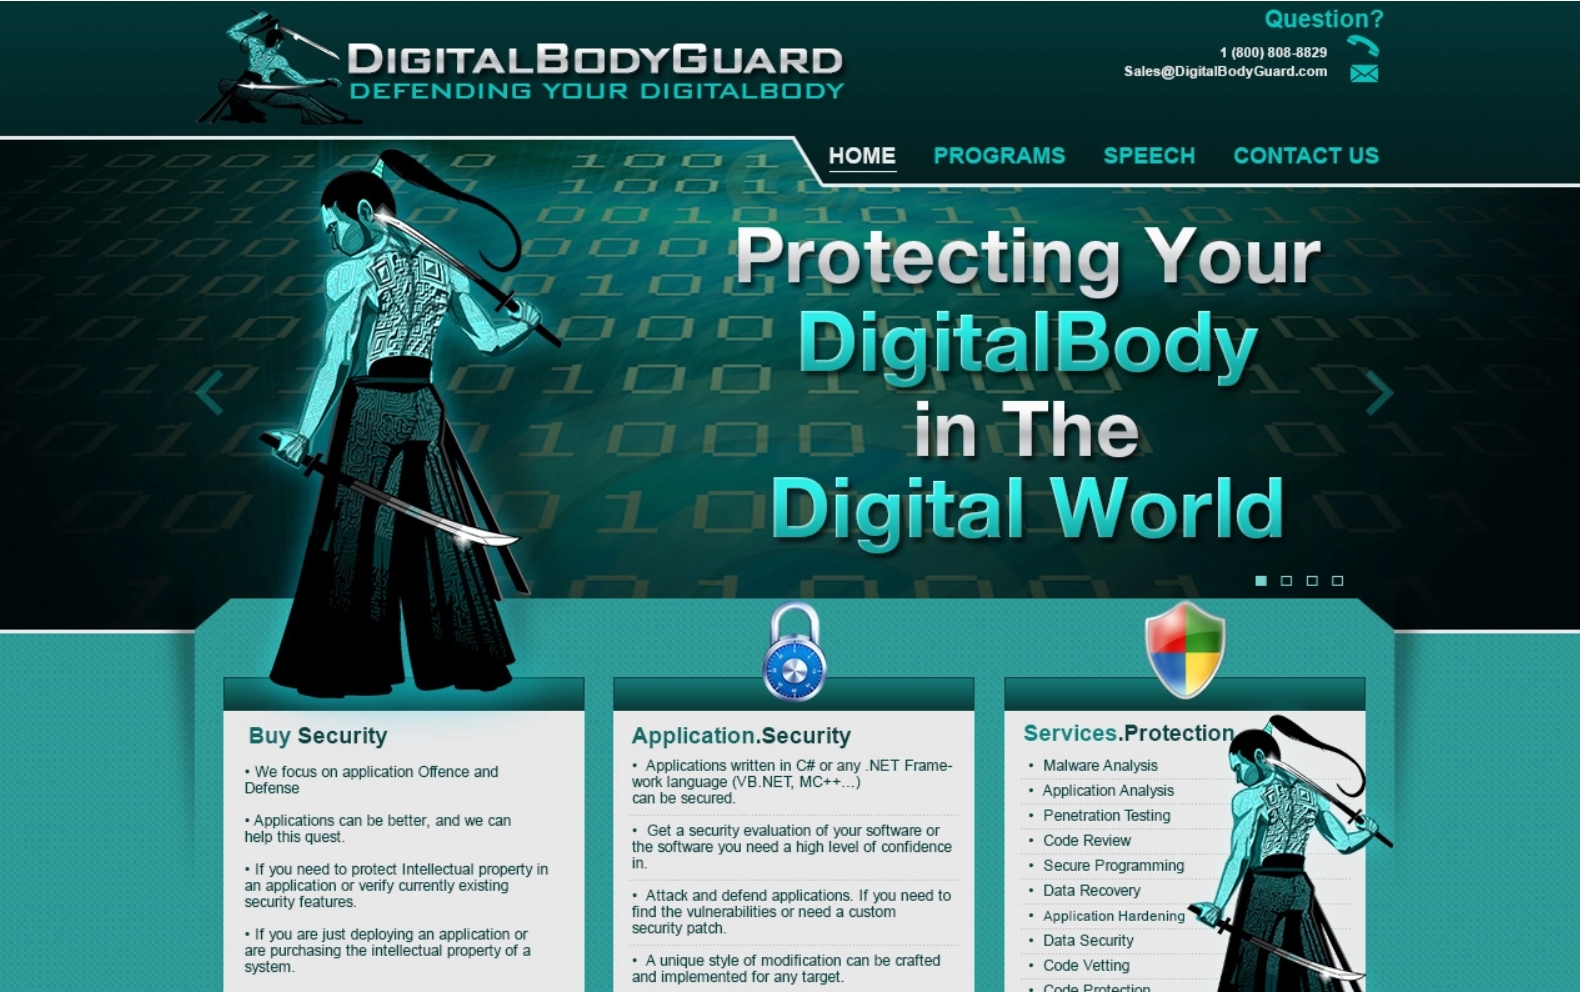 DIGITALBODYGUARD
DEFENDING YOUR DIGITALBODY
Question?
1 (800) 808-8829
Sales@DigitalBodyGuard.com
HOME PROGRAMS SPEECH CONTACT US
Protecting Your
DigitalBody
in The
Digital World
Buy Security
• We focus on application Offence and
Defense
• Applications can be better, and we can
help this quest.
• If you need to protect Intellectual property in
an application or verify currently existing
security features.
• If you are just deploying an application or
are purchasing the intellectual property of a
system.
Application.Security
• Applications written in C# or any .NET Frame-
work language (VB.NET, MC++...)
can be secured.
• Get a security evaluation of your software or
the software you need a high level of confidence
in.
• Attack and defend applications. If you need to
find the vulnerabilities or need a custom
security patch.
• A unique style of modification can be crafted
and implemented for any target.
Services.Protection
• Malware Analysis
• Application Analysis
• Penetration Testing
• Code Review
• Secure Programming
• Data Recovery
• Application Hardening
• Data Security
• Code Vetting
• Code Protection